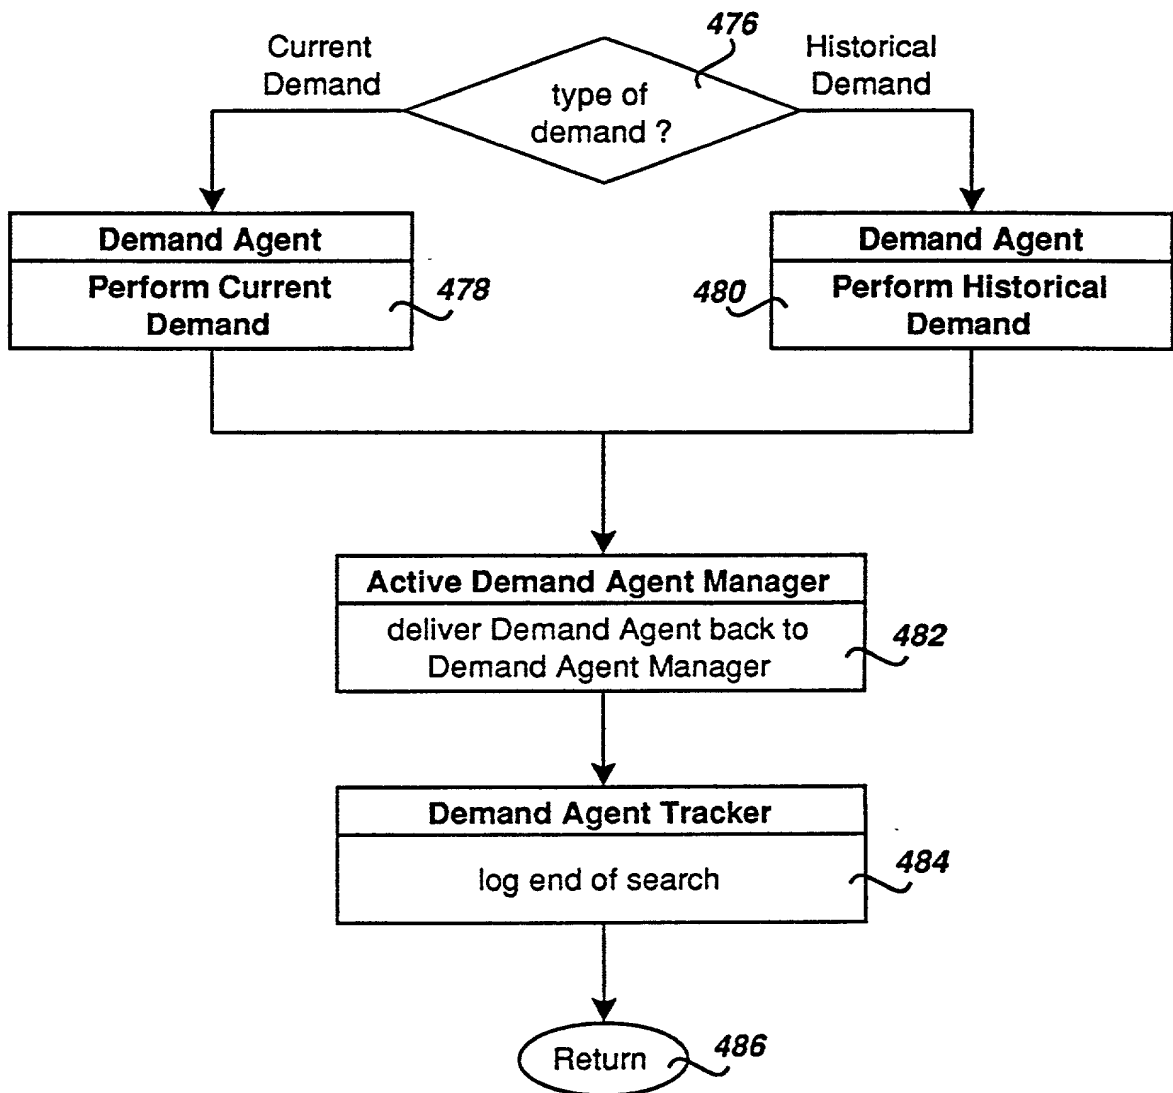 476
Current
Demand
Historical
Demand
type of
demand ?
Demand Agent
Perform Current
Demand
478
Demand Agent
480
Perform Historical
Demand
Active Demand Agent Manager
deliver Demand Agent back to
Demand Agent Manager
482
Demand Agent Tracker
log end of search
484
Return
486